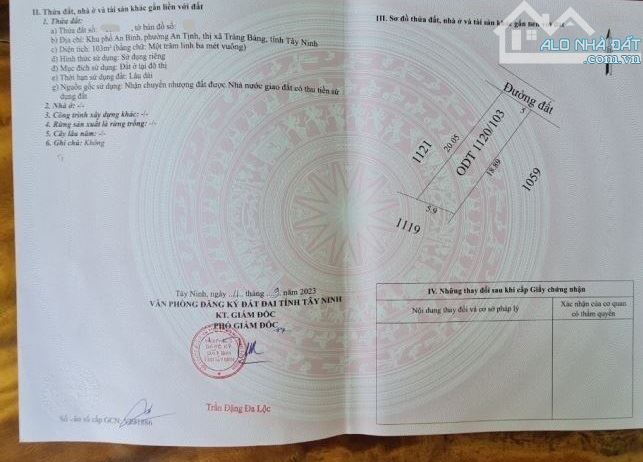 II. Thửa đất, nhà ở và tài sản khác gắn liền với đất
1. Thửa đất:
a) Thửa đất số: , tờ bản đồ số:
b) Địa chỉ: Khu phố An Bình, phường An Tịnh, thị xã Trảng Bàng, tỉnh Tây Ninh
c) Diện tích: 103m² (bằng chữ: Một trăm linh ba mét vuông)
d) Hình thức sử dụng: Sử dụng riêng
đ) Mục đích sử dụng: Đất ở tại đô thị
e) Thời hạn sử dụng đất: Lâu dài
g) Nguồn gốc sử dụng: Nhận chuyển nhượng đất được Nhà nước giao đất có thu tiền sử
dụng đất
2. Nhà ở: -/-
3. Công trình xây dựng khác: -/-
4. Rừng sản xuất là rừng trồng: -/-
5. Cây lâu năm: -/-
6. Ghi chú: Không
Tây Ninh, ngày tháng 9 năm 2023
VĂN PHÒNG ĐĂNG KÝ ĐẤT ĐAI TỈNH TÂY NINH
KT. GIÁM ĐỐC
PHÓ GIÁM ĐỐC
Trần Đặng Đa Lộc
Số vào sổ cấp GCN:
III. Sơ đồ thửa đất, nhà ở và tài sản khác gắn liền với đất
ALO NHÀ ĐẤT
Đường đất
5
1121
20.05
ODT 1120/103
18.89
1059
5.9
1119
IV. Những thay đổi sau khi cấp Giấy chứng nhận
Nội dung thay đổi và cơ sở pháp lý
Xác nhận của cơ quan
có thẩm quyền